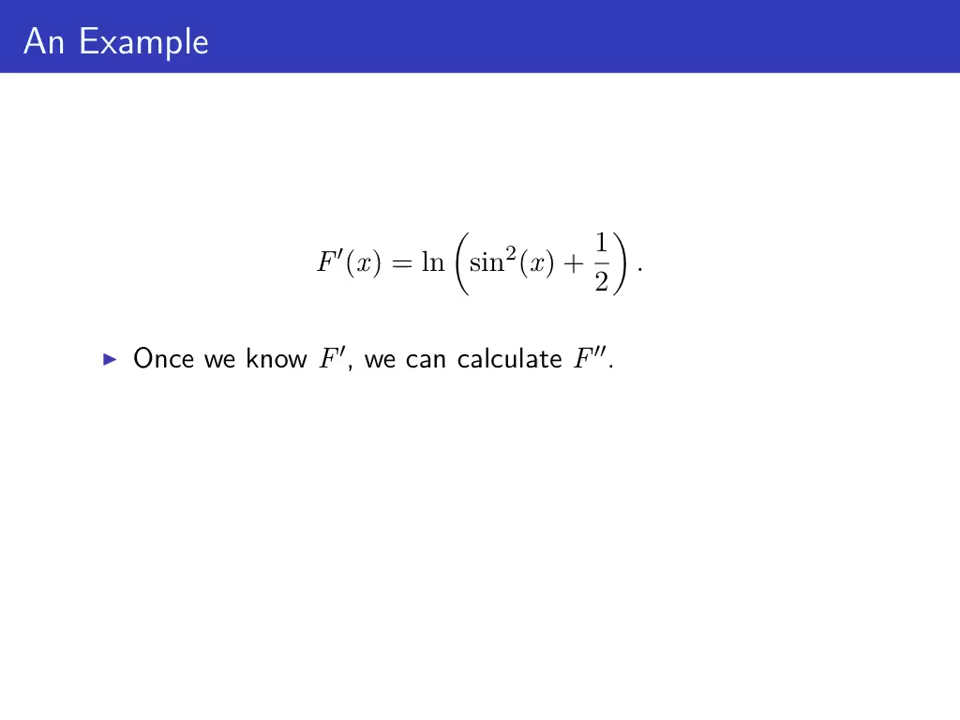 An Example
F′(x) = ln (sin²(x) + 1/2) .
▶ Once we know F′, we can calculate F′′.